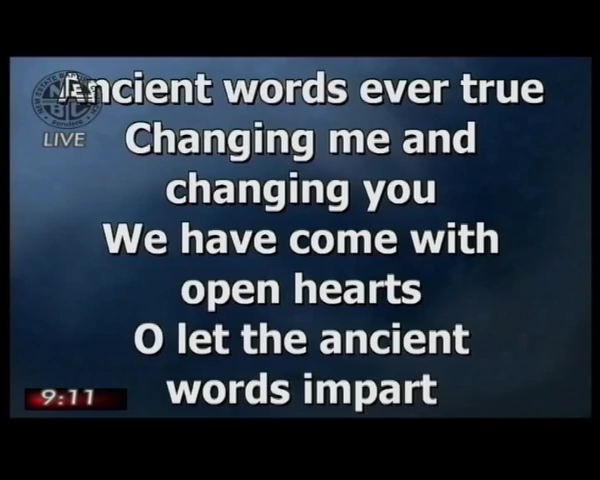 Ancient words ever true
LIVE
Changing me and
changing you
We have come with
open hearts
O let the ancient
words impart
9:11